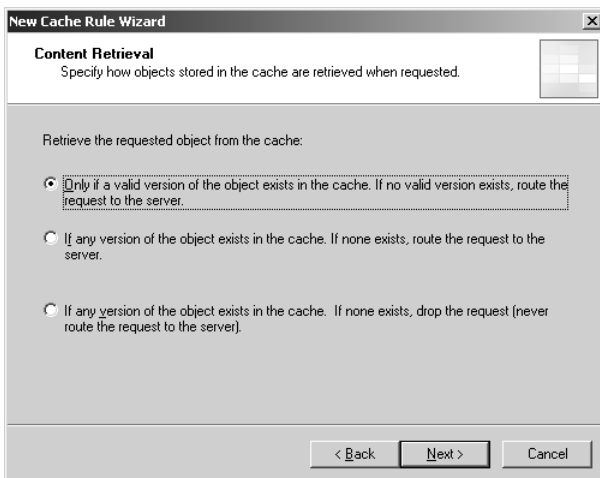 New Cache Rule Wizard
Content Retrieval
Specify how objects stored in the cache are retrieved when requested.
Retrieve the requested object from the cache:
Only if a valid version of the object exists in the cache. If no valid version exists, route the
request to the server.
If any version of the object exists in the cache. If none exists, route the request to the
server.
If any version of the object exists in the cache.  If none exists, drop the request (never
route the request to the server).
< Back Next > Cancel